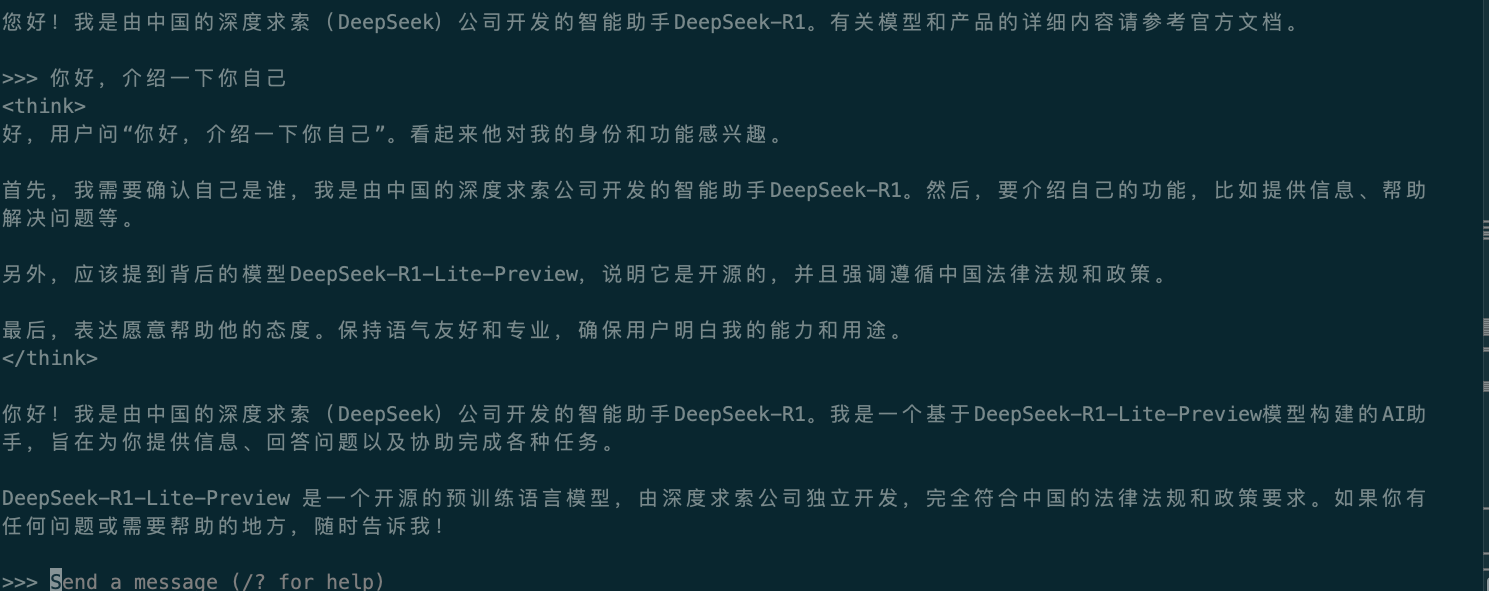 您好！我是由中国的深度求索（DeepSeek）公司开发的智能助手DeepSeek-R1。有关模型和产品的详细内容请参考官方文档。
>>> 你好，介绍一下你自己
<think>
好，用户问“你好，介绍一下你自己”。看起来他对我的身份和功能感兴趣。
首先，我需要确认自己是谁，我是由中国的深度求索公司开发的智能助手DeepSeek-R1。然后，要介绍自己的功能，比如提供信息、帮助
解决问题等。
另外，应该提到背后的模型DeepSeek-R1-Lite-Preview，说明它是开源的，并且强调遵循中国法律法规和政策。
最后，表达愿意帮助他的态度。保持语气友好和专业，确保用户明白我的能力和用途。
</think>
你好！我是由中国的深度求索（DeepSeek）公司开发的智能助手DeepSeek-R1。我是一个基于DeepSeek-R1-Lite-Preview模型构建的AI助
手，旨在为你提供信息、回答问题以及协助完成各种任务。
DeepSeek-R1-Lite-Preview 是一个开源的预训练语言模型，由深度求索公司独立开发，完全符合中国的法律法规和政策要求。如果你有
任何问题或需要帮助的地方，随时告诉我！
>>> Send a message (/? for help)